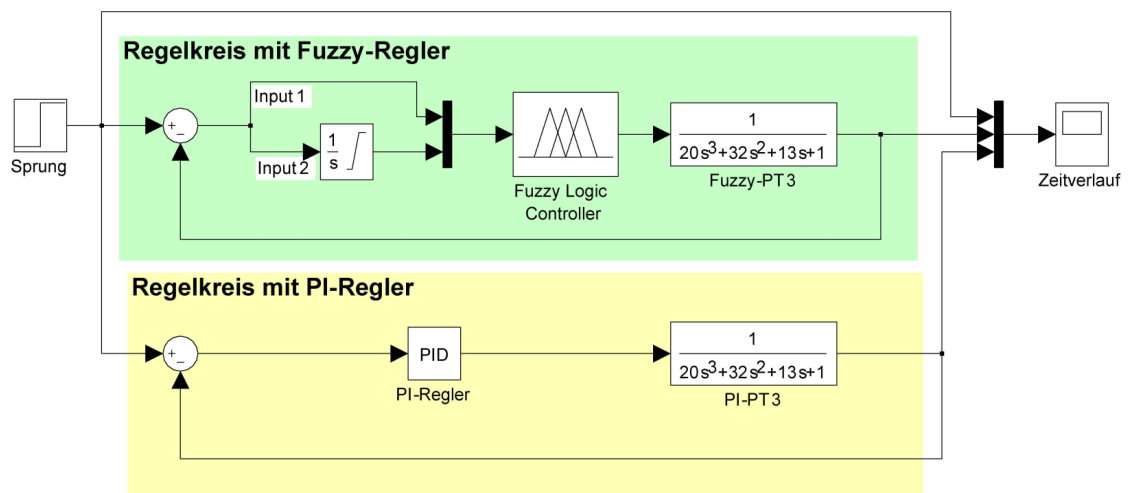 Regelkreis mit Fuzzy-Regler
Sprung
Input 1
Input 2
1
s
+
−
Fuzzy Logic
Controller
1
20s³+32s²+13s+1
Fuzzy-PT3
Zeitverlauf
Regelkreis mit PI-Regler
+
−
PID
PI-Regler
1
20s³+32s²+13s+1
PI-PT3